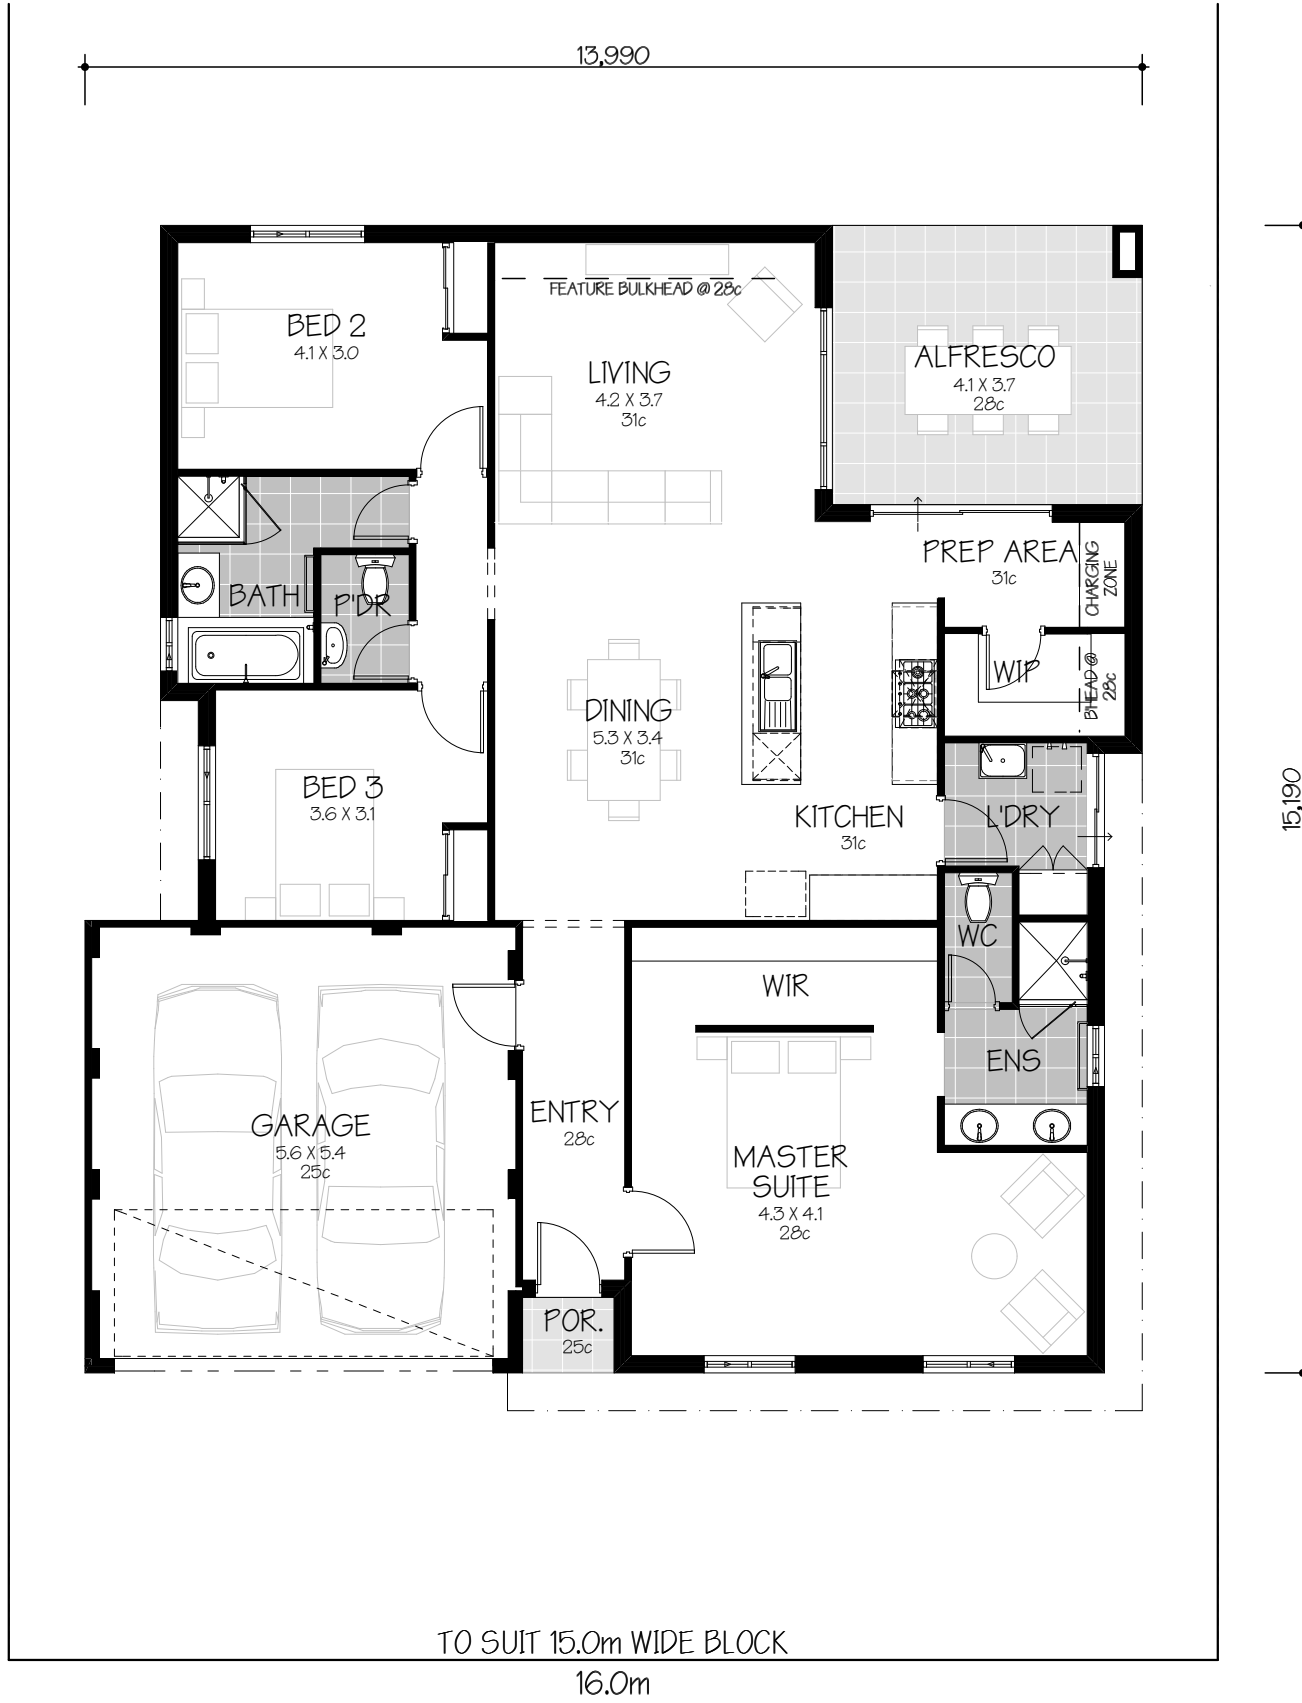 13,990
BED 2
4.1 X 3.0
FEATURE BULKHEAD @ 28c
LIVING
4.2 X 3.7
31c
ALFRESCO
4.1 X 3.7
28c
PREP AREA
31c
CHARGING
ZONE
BATH
P'DR
WIP
B'HEAD @
28c
DINING
5.3 X 3.4
31c
BED 3
3.6 X 3.1
KITCHEN
31c
L'DRY
15,190
WC
WIR
ENS
GARAGE
5.6 X 5.4
25c
ENTRY
28c
MASTER
SUITE
4.3 X 4.1
28c
POR.
25c
TO SUIT 15.0m WIDE BLOCK
16.0m